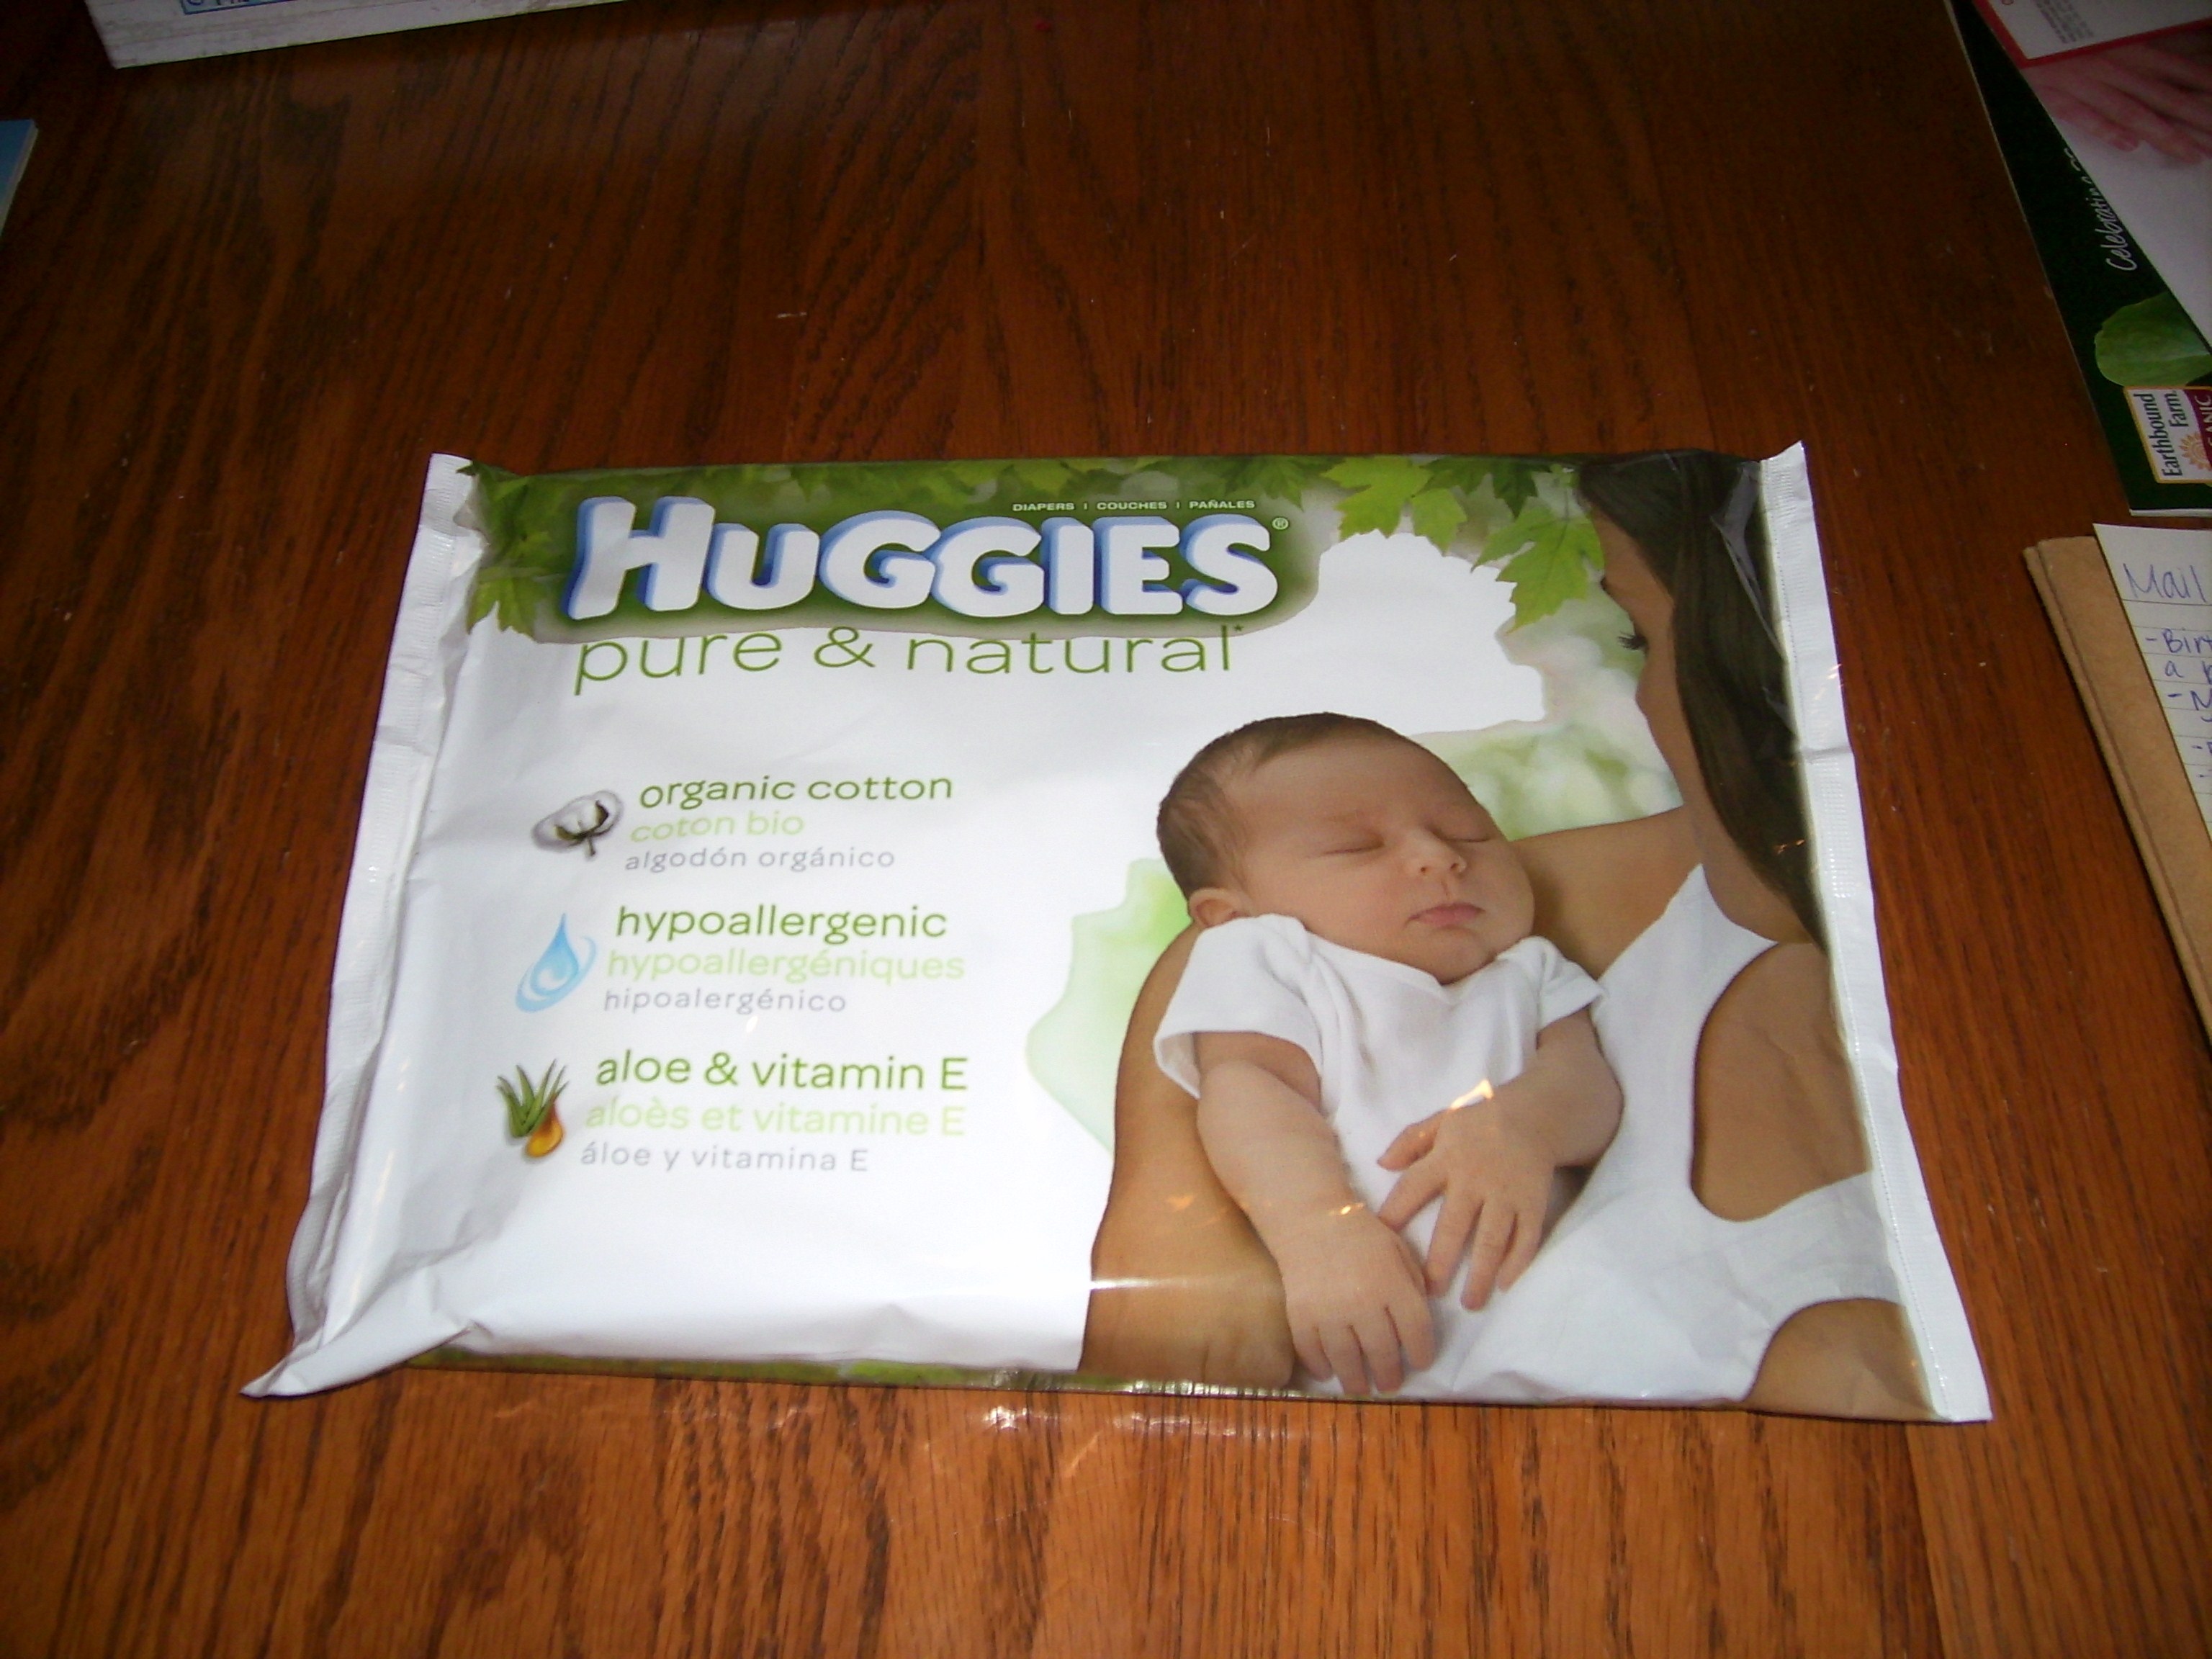 DIAPERS | COUCHES | PAÑALES
HUGGIES®
pure & natural*
organic cotton
coton bio
algodón orgánico
hypoallergenic
hypoallergéniques
hipoalergénico
aloe & vitamin E
aloès et vitamine E
áloe y vitamina E
Celebrating
Earthbound
Farm
Mail
a